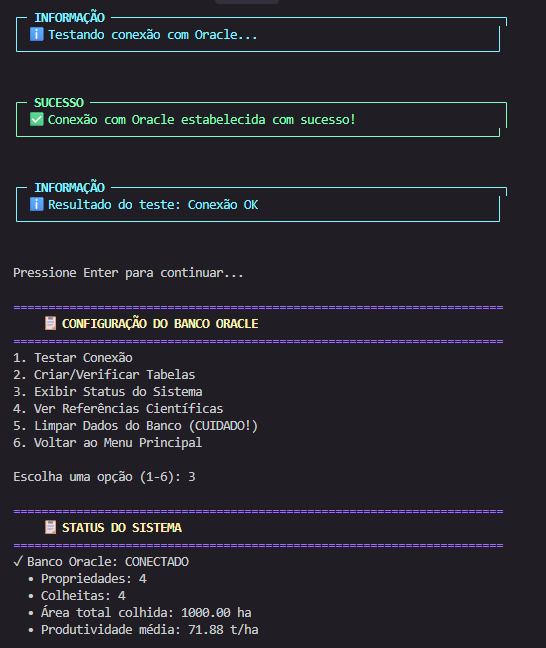 INFORMAÇÃO
ℹ️ Testando conexão com Oracle...
SUCESSO
✅ Conexão com Oracle estabelecida com sucesso!
INFORMAÇÃO
ℹ️ Resultado do teste: Conexão OK
Pressione Enter para continuar...
======================================================================
📋 CONFIGURAÇÃO DO BANCO ORACLE
======================================================================
1. Testar Conexão
2. Criar/Verificar Tabelas
3. Exibir Status do Sistema
4. Ver Referências Científicas
5. Limpar Dados do Banco (CUIDADO!)
6. Voltar ao Menu Principal
Escolha uma opção (1-6): 3
======================================================================
📋 STATUS DO SISTEMA
======================================================================
✓ Banco Oracle: CONECTADO
• Propriedades: 4
• Colheitas: 4
• Área total colhida: 1000.00 ha
• Produtividade média: 71.88 t/ha